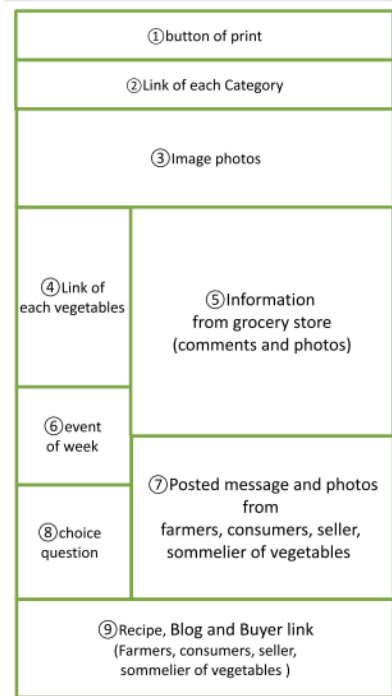 ①button of print
②Link of each Category
③Image photos
④Link of
each vegetables
⑤Information
from grocery store
(comments and photos)
⑥event
of week
⑦Posted message and photos
from
farmers, consumers, seller,
sommelier of vegetables
⑧choice
question
⑨Recipe, Blog and Buyer link
(Farmers, consumers, seller,
sommelier of vegetables )